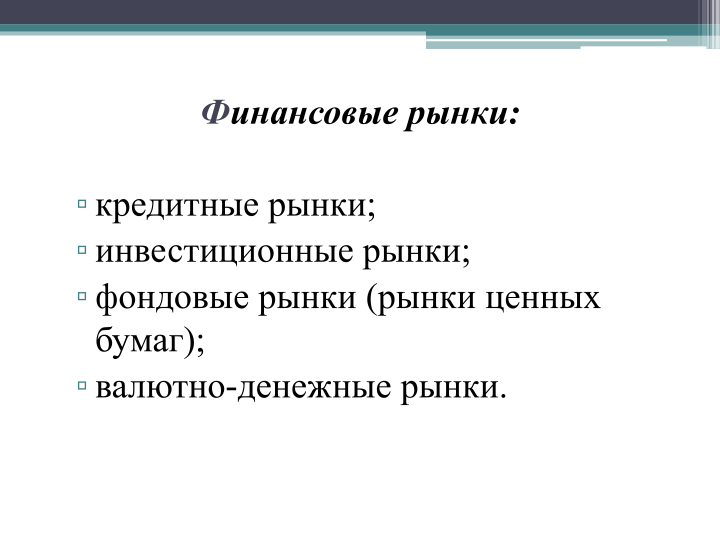 Финансовые рынки:
кредитные рынки;
инвестиционные рынки;
фондовые рынки (рынки ценных
бумаг);
валютно-денежные рынки.